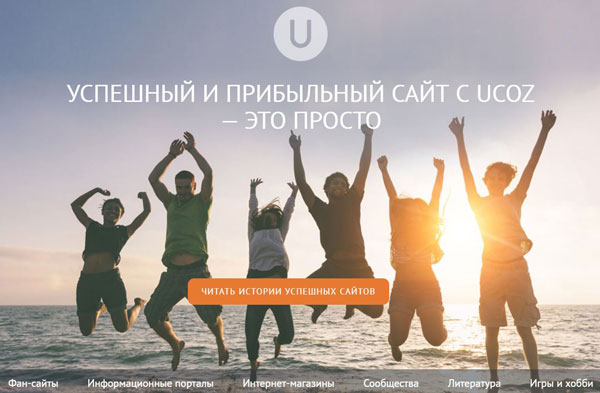 U
УСПЕШНЫЙ И ПРИБЫЛЬНЫЙ САЙТ С UCOZ
— ЭТО ПРОСТО
ЧИТАТЬ ИСТОРИИ УСПЕШНЫХ САЙТОВ
Фан-сайты Информационные порталы Интернет-магазины Сообщества Литература Игры и хобби